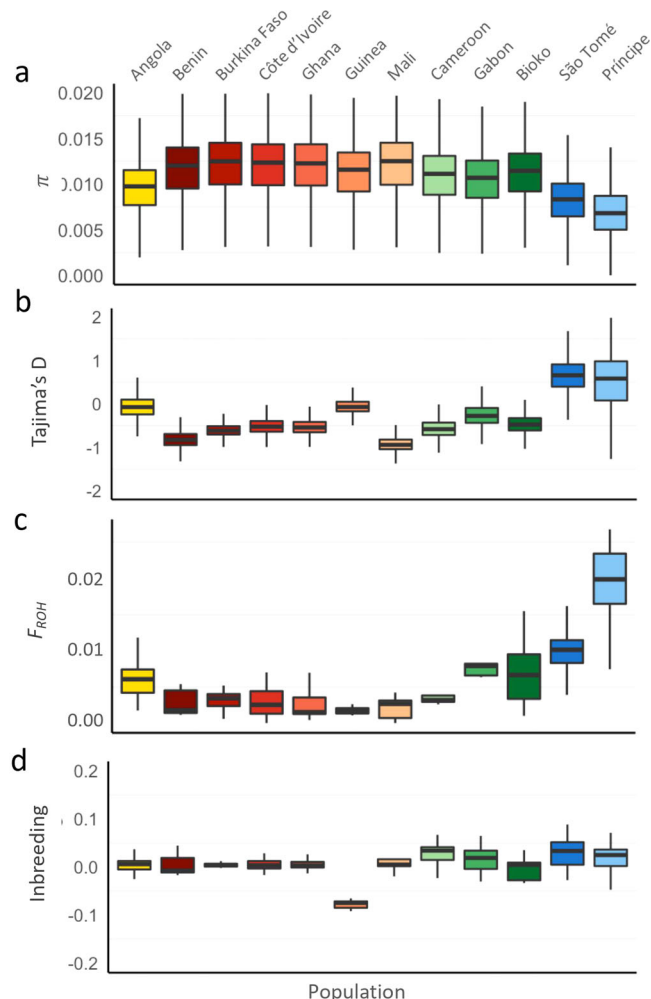 Angola
Benin
Burkina Faso
Côte d'Ivoire
Ghana
Guinea
Mali
Cameroon
Gabon
Bioko
São Tomé
Príncipe
a
0.020
0.015
π
0.010
0.005
0.000
b
2
1
Tajima's D
0
-1
-2
c
0.02
F_ROH
0.01
0.00
d
0.2
0.1
Inbreeding
0.0
-0.1
-0.2
Population